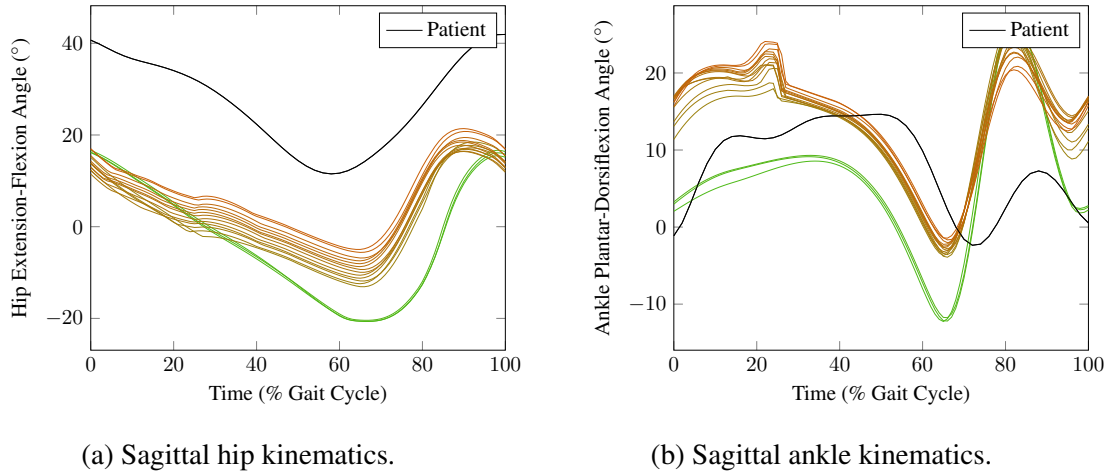 Patient
40
20
0
−20
Hip Extension-Flexion Angle (°)
0 20 40 60 80 100
Time (% Gait Cycle)
(a) Sagittal hip kinematics.
Patient
20
10
0
−10
Ankle Plantar-Dorsiflexion Angle (°)
0 20 40 60 80 100
Time (% Gait Cycle)
(b) Sagittal ankle kinematics.